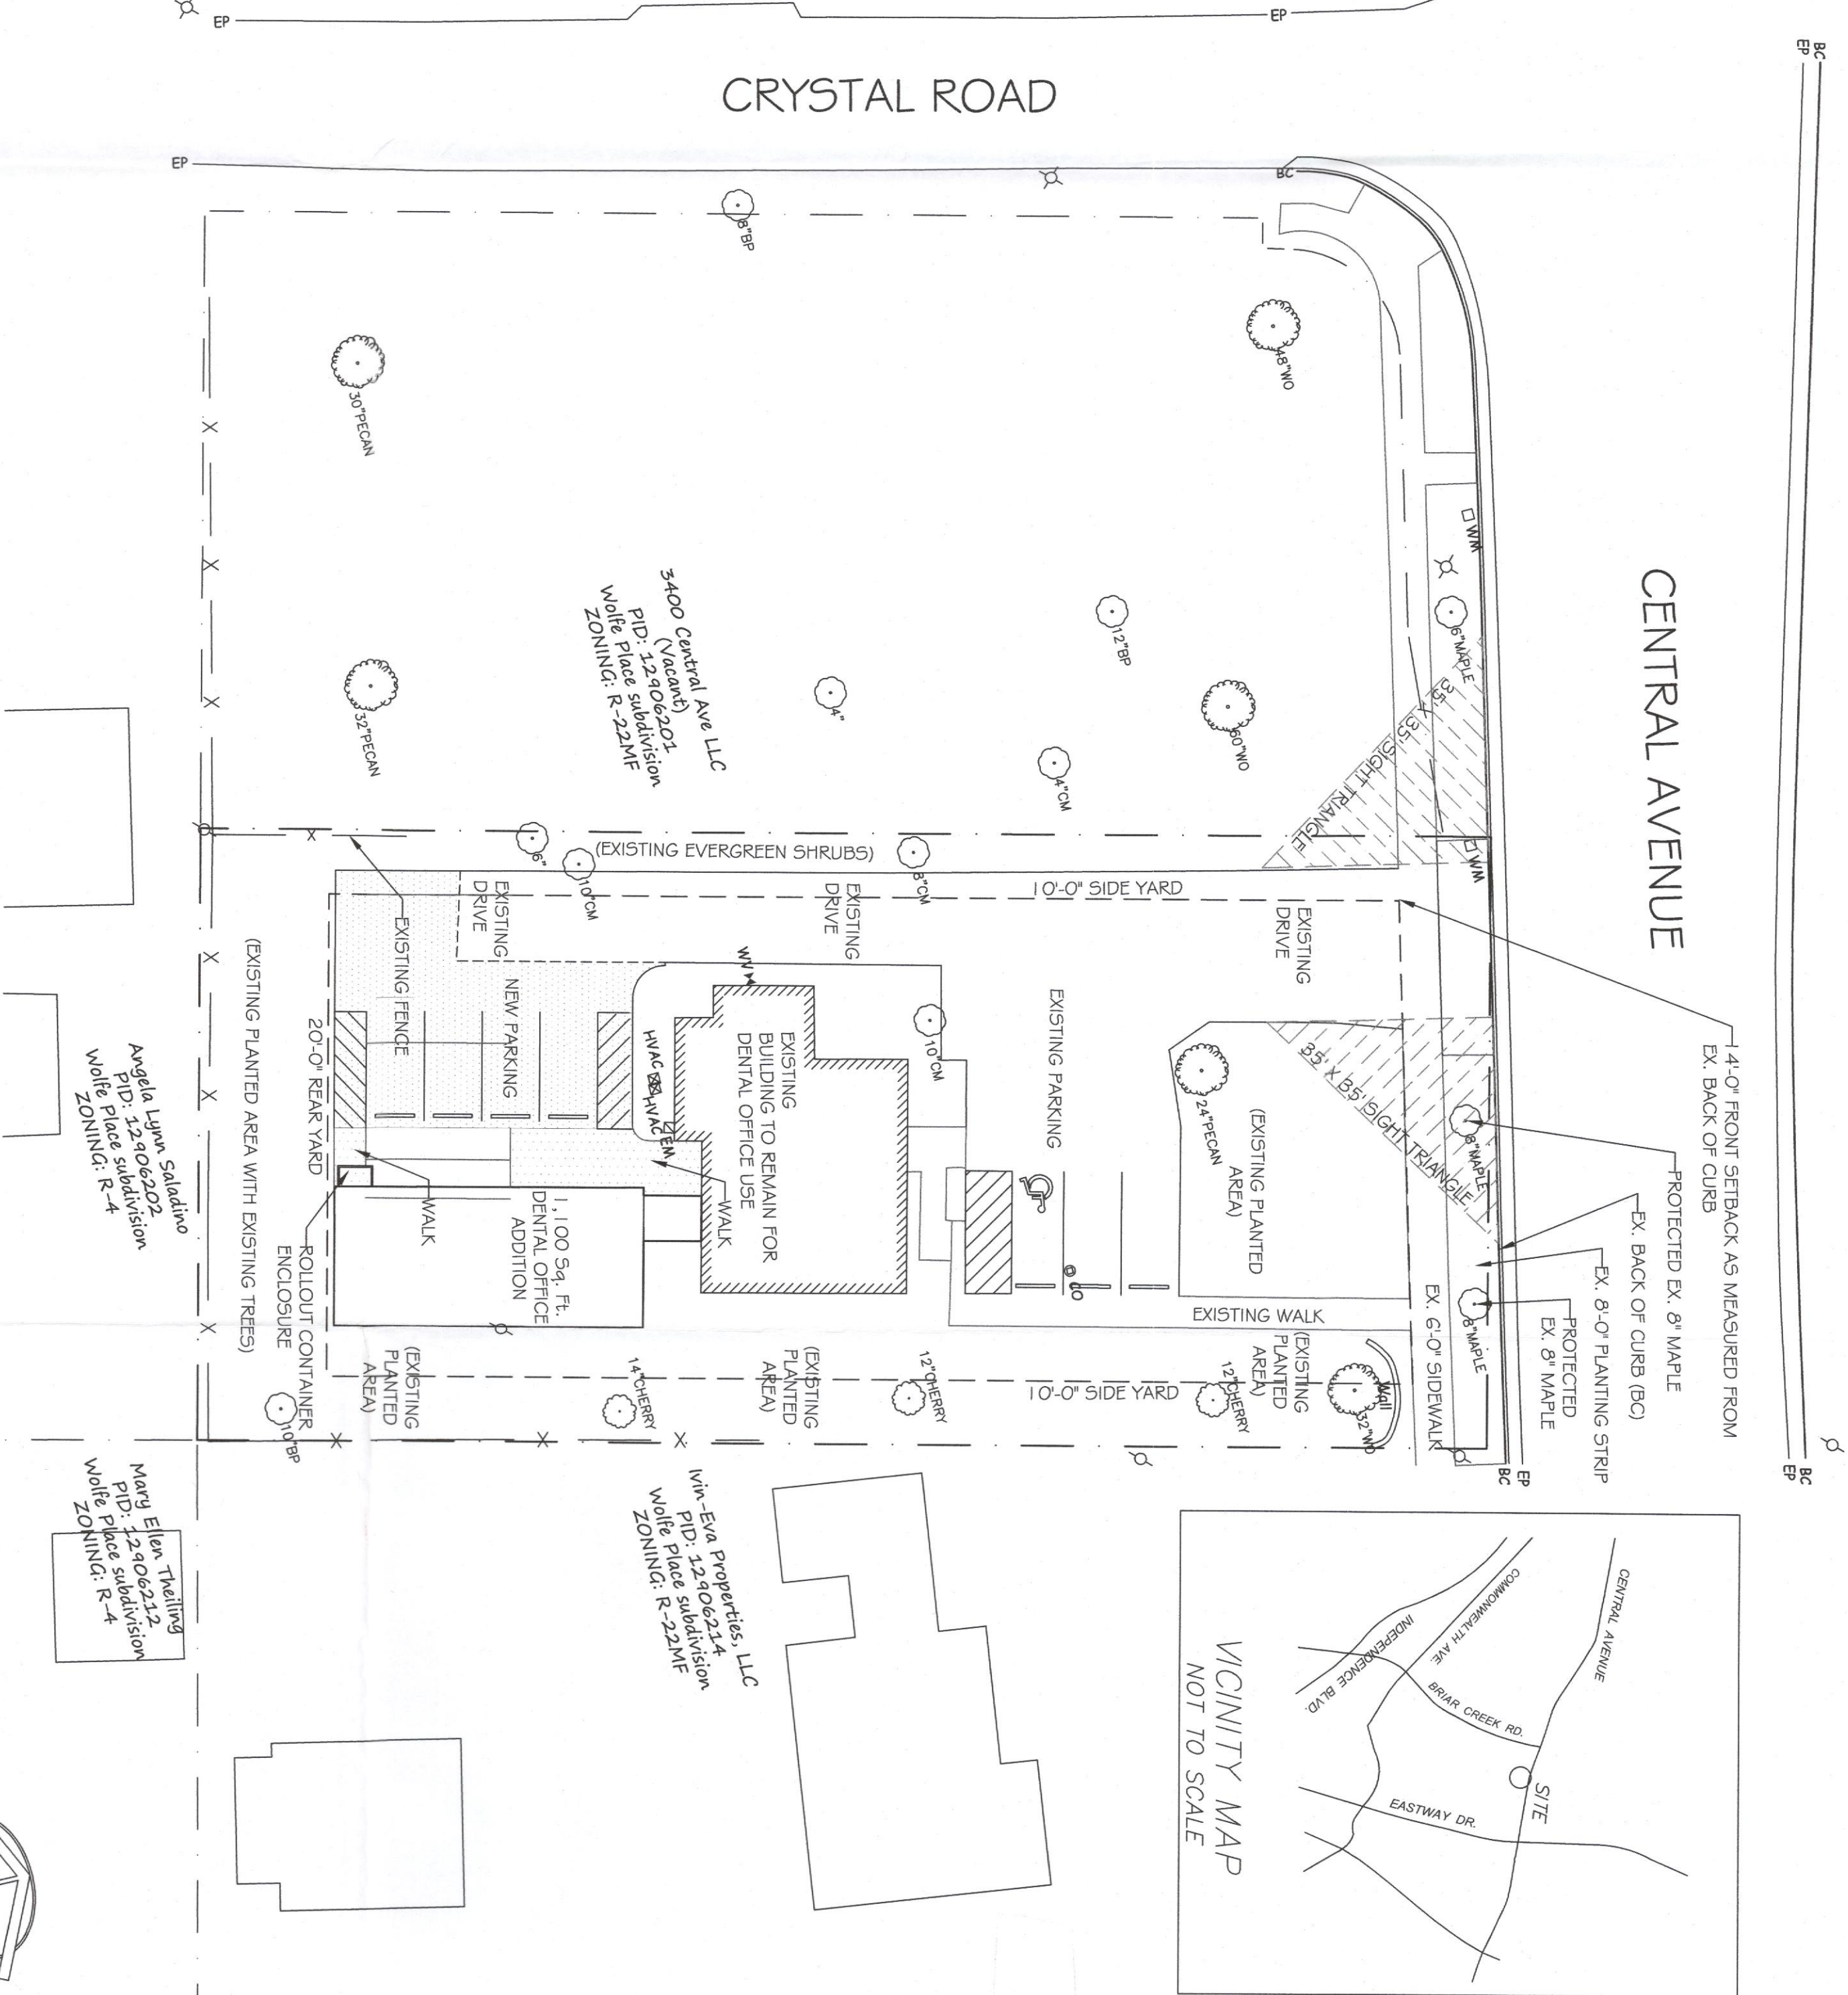 EP
EP
BC
EP
CRYSTAL ROAD
EP
BC
8"BP
48"WO
30"PECAN
CENTRAL AVENUE
WM
6"MAPLE
12"BP
4"
60"WO
32"PECAN
4"CM
3400 Central Ave LLC
(Vacant)
PID: 12906201
Wolfe Place subdivision
ZONING: R-22MF
35' X 35' SIGHT TRIANGLE
WM
6"
(EXISTING EVERGREEN SHRUBS)
10"CM
8"CM
10'-0" SIDE YARD
EXISTING
DRIVE
EXISTING
DRIVE
EXISTING
DRIVE
14'-0" FRONT SETBACK AS MEASURED FROM
EX. BACK OF CURB
PROTECTED EX. 8" MAPLE
EX. BACK OF CURB (BC)
EX. 8'-0" PLANTING STRIP
PROTECTED
EX. 8" MAPLE
EXISTING FENCE
NEW PARKING
WV
HVAC
HVAC
EM
EXISTING
BUILDING TO REMAIN FOR
DENTAL OFFICE USE
10"CM
EXISTING PARKING
24"PECAN
(EXISTING PLANTED
AREA)
35' X 35' SIGHT TRIANGLE
8"MAPLE
8"MAPLE
20'-0" REAR YARD
(EXISTING PLANTED AREA WITH EXISTING TREES)
WALK
WALK
1,100 Sq. Ft.
DENTAL OFFICE
ADDITION
ROLLOUT CONTAINER
ENCLOSURE
CO
EXISTING WALK
EX. 6'-0" SIDEWALK
(EXISTING
PLANTED
AREA)
(EXISTING
PLANTED
AREA)
(EXISTING
PLANTED
AREA)
10'-0" SIDE YARD
10"BP
14"CHERRY
12"CHERRY
12"CHERRY
32"WO
Wall
BC
EP
BC
EP
Angela Lynn Saladino
PID: 12906202
Wolfe Place subdivision
ZONING: R-4
Mary Ellen Theiling
PID: 12906212
Wolfe Place subdivision
ZONING: R-4
Ivin-Eva Properties, LLC
PID: 12906214
Wolfe Place subdivision
ZONING: R-22MF
CENTRAL AVENUE
COMMONWEALTH AVE.
INDEPENDENCE BLVD.
BRIAR CREEK RD.
SITE
EASTWAY DR.
VICINITY MAP
NOT TO SCALE